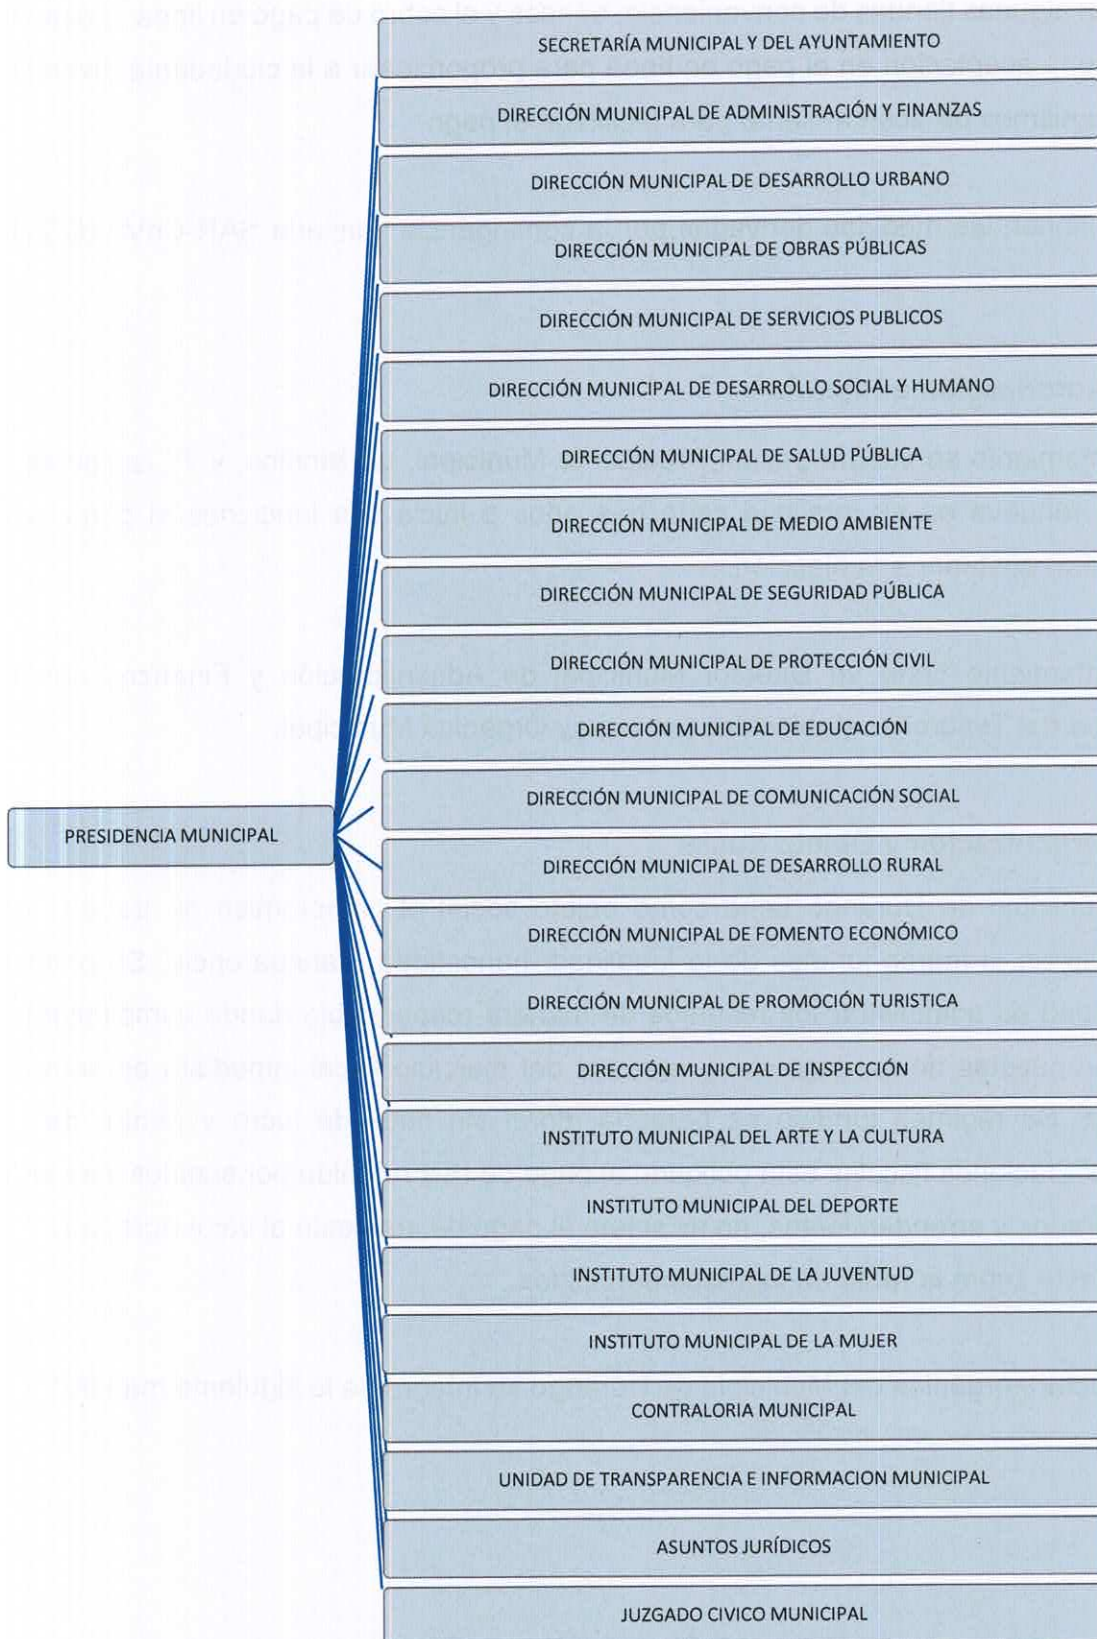 SECRETARÍA MUNICIPAL Y DEL AYUNTAMIENTO
DIRECCIÓN MUNICIPAL DE ADMINISTRACIÓN Y FINANZAS
DIRECCIÓN MUNICIPAL DE DESARROLLO URBANO
DIRECCIÓN MUNICIPAL DE OBRAS PÚBLICAS
DIRECCIÓN MUNICIPAL DE SERVICIOS PUBLICOS
DIRECCIÓN MUNICIPAL DE DESARROLLO SOCIAL Y HUMANO
DIRECCIÓN MUNICIPAL DE SALUD PÚBLICA
DIRECCIÓN MUNICIPAL DE MEDIO AMBIENTE
DIRECCIÓN MUNICIPAL DE SEGURIDAD PÚBLICA
DIRECCIÓN MUNICIPAL DE PROTECCIÓN CIVIL
DIRECCIÓN MUNICIPAL DE EDUCACIÓN
DIRECCIÓN MUNICIPAL DE COMUNICACIÓN SOCIAL
PRESIDENCIA MUNICIPAL
DIRECCIÓN MUNICIPAL DE DESARROLLO RURAL
DIRECCIÓN MUNICIPAL DE FOMENTO ECONÓMICO
DIRECCIÓN MUNICIPAL DE PROMOCIÓN TURISTICA
DIRECCIÓN MUNICIPAL DE INSPECCIÓN
INSTITUTO MUNICIPAL DEL ARTE Y LA CULTURA
INSTITUTO MUNICIPAL DEL DEPORTE
INSTITUTO MUNICIPAL DE LA JUVENTUD
INSTITUTO MUNICIPAL DE LA MUJER
CONTRALORIA MUNICIPAL
UNIDAD DE TRANSPARENCIA E INFORMACION MUNICIPAL
ASUNTOS JURÍDICOS
JUZGADO CIVICO MUNICIPAL